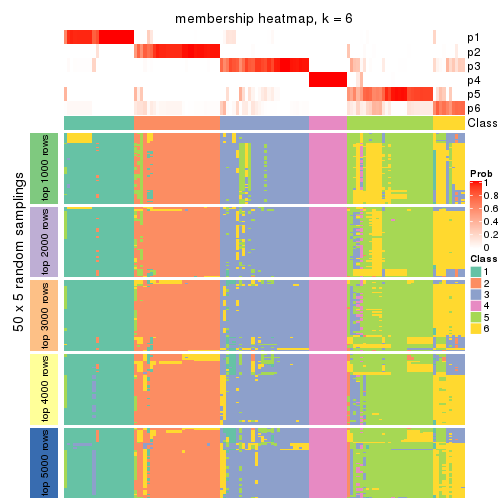 membership heatmap, k = 6
p1
p2
p3
p4
p5
p6
Class
50 x 5 random samplings
top 1000 rows
top 2000 rows
top 3000 rows
top 4000 rows
top 5000 rows
Prob
1
0.8
0.6
0.4
0.2
0
Class
1
2
3
4
5
6